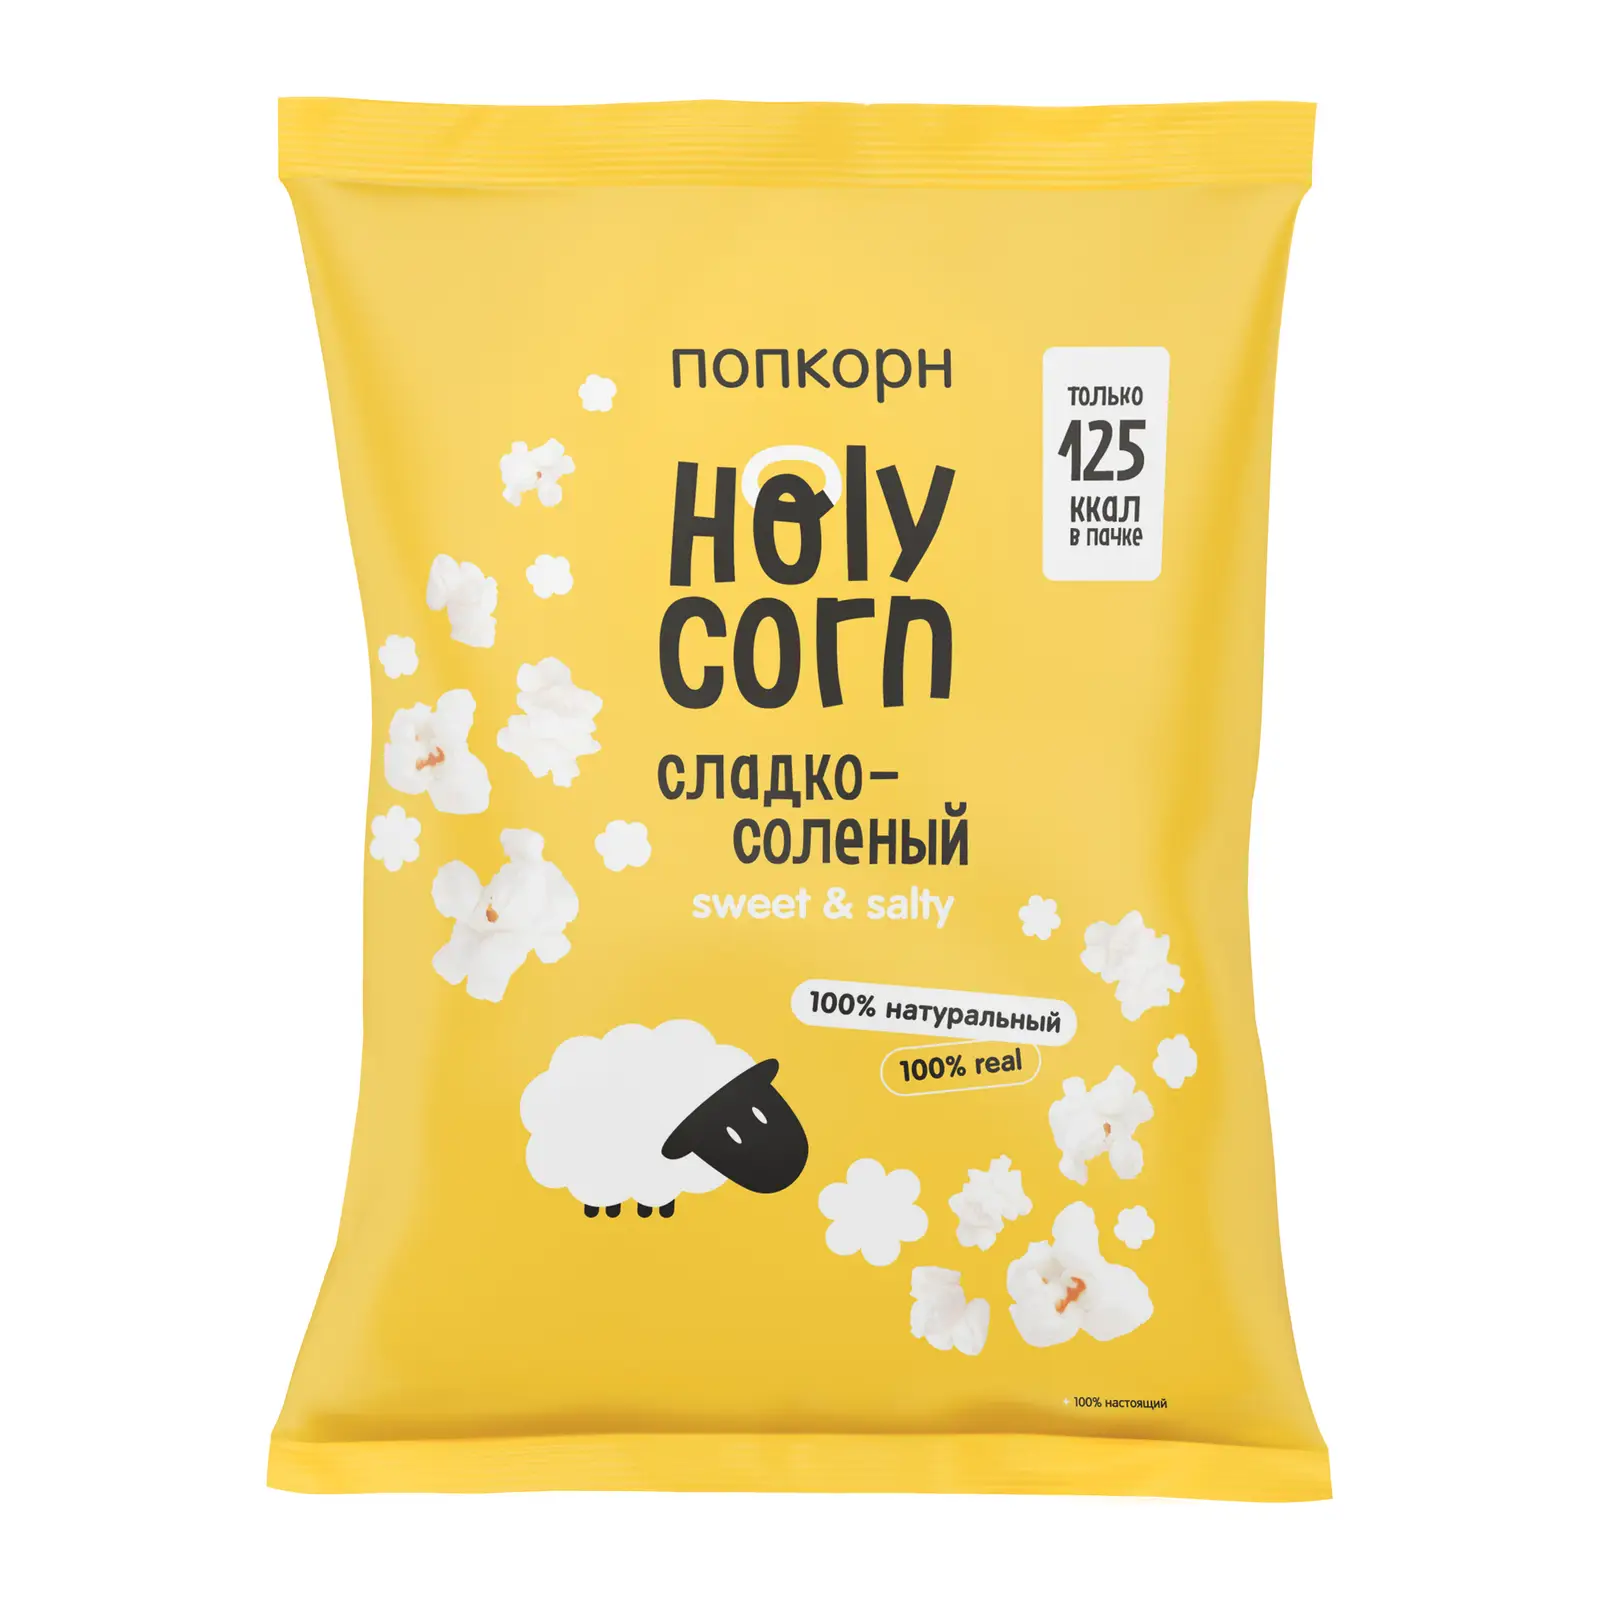 попкорн
Holy
corn
только
125
ккал
в пачке
сладко-
соленый
sweet & salty
100% натуральный
100% real
+ 100% настоящий